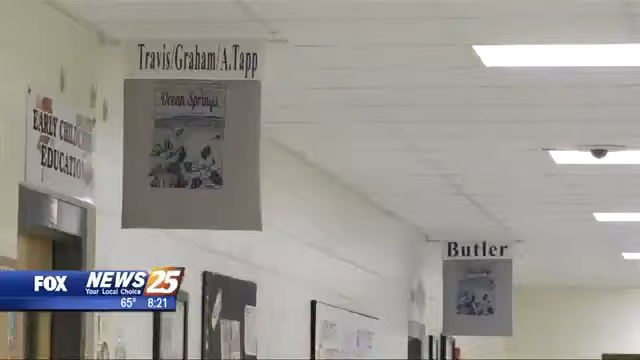 Travis/Graham/A.Tapp
Ocean Springs
EARLY CHILDHOOD
EDUCATION
Butler
FOX NEWS 25
Your Local Choice
65° 8:21